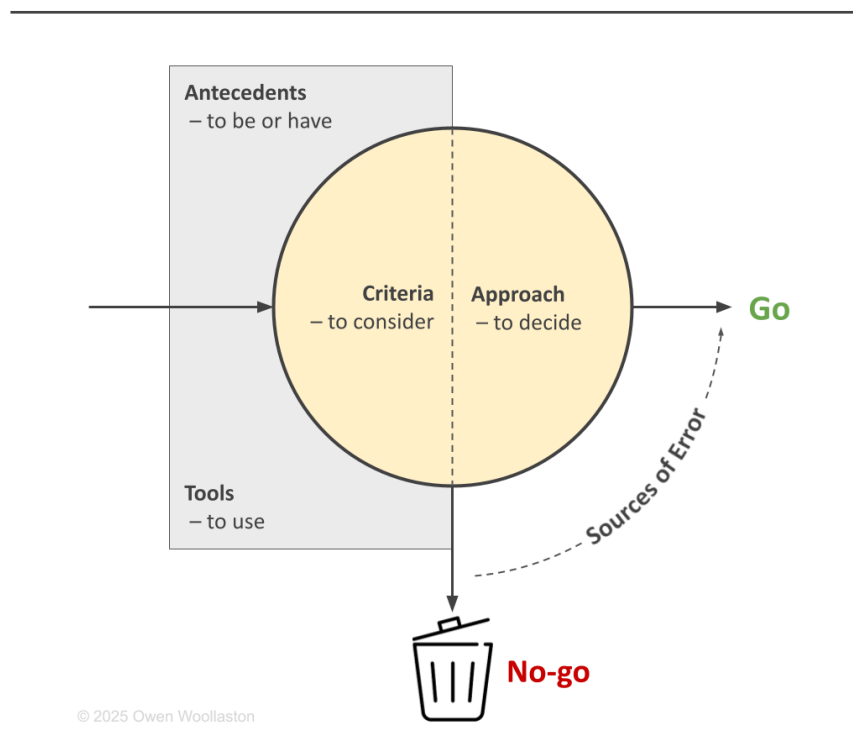 Antecedents
– to be or have
Criteria
– to consider
Approach
– to decide
Go
Tools
– to use
Sources of Error
No-go
© 2025 Owen Woollaston